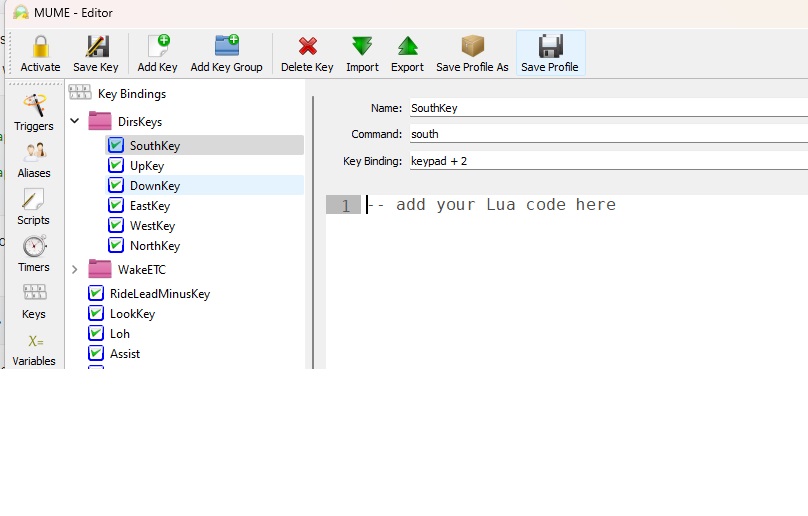 MUME - Editor
Activate Save Key Add Key Add Key Group Delete Key Import Export Save Profile As Save Profile
Triggers
Aliases
Scripts
Timers
Keys
X=
Variables
Key Bindings
DirsKeys
SouthKey
UpKey
DownKey
EastKey
WestKey
NorthKey
WakeETC
RideLeadMinusKey
LookKey
Loh
Assist
Name: SouthKey
Command: south
Key Binding: keypad + 2
1 -- add your Lua code here